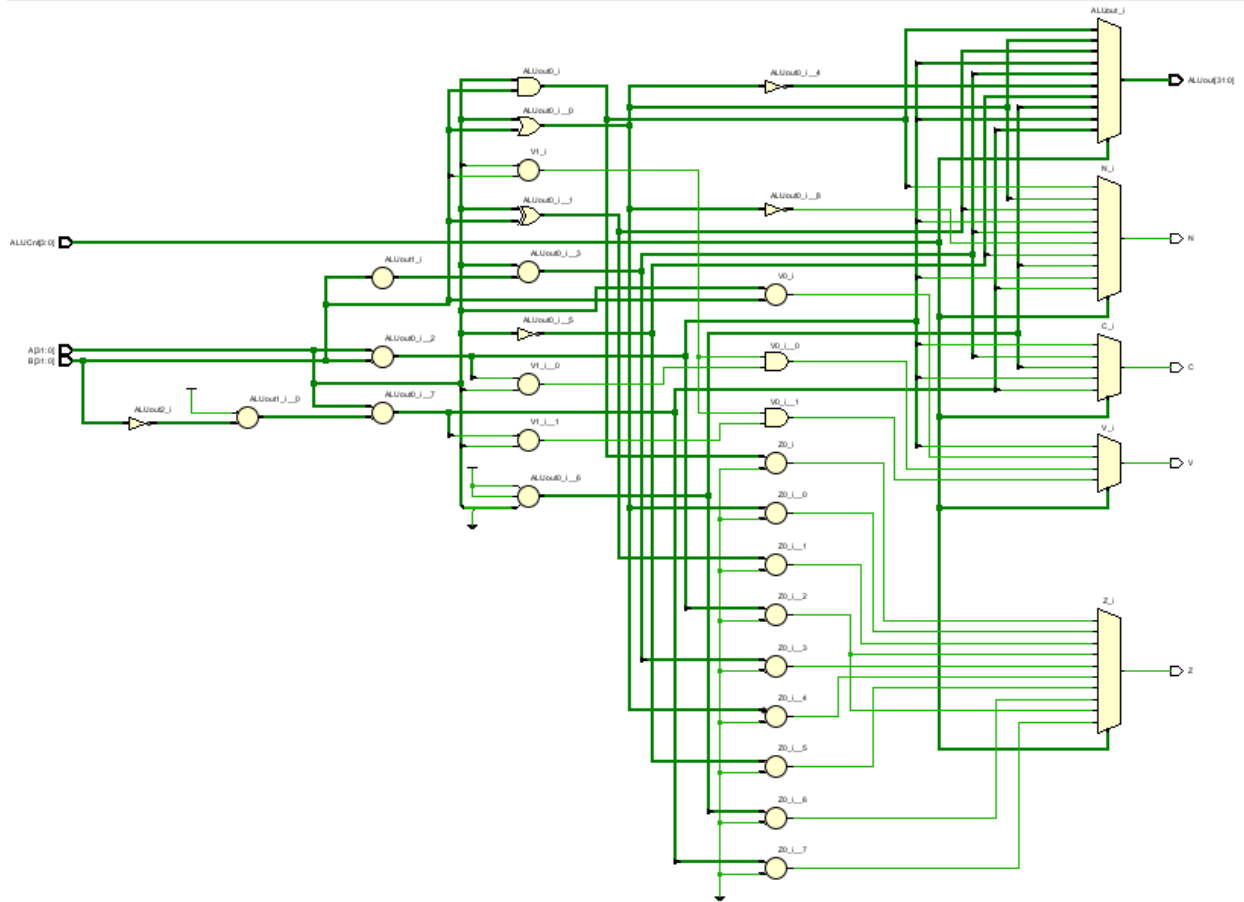 ALUout_i
ALUout[31:0]
ALUout0_i
ALUout0_i__4
ALUout0_i__0
V1_i
N_i
ALUout0_i__1
ALUout0_i__8
ALUCnt[3:0]
N
ALUout1_i
ALUout0_i__3
V0_i
ALUout0_i__5
C_i
ALUout0_i__2
V0_i__0
A[31:0]
B[31:0]
V1_i__0
C
ALUout0_i__7
ALUout1_i__0
ALUout2_i
V0_i__1
V1_i__1
V_i
Z0_i
V
ALUout0_i__6
Z0_i__0
Z0_i__1
Z0_i__2
Z_i
Z0_i__3
Z
Z0_i__4
Z0_i__5
Z0_i__6
Z0_i__7